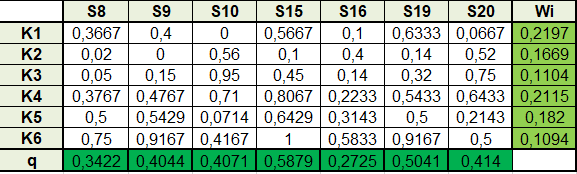 S8 S9 S10 S15 S16 S19 S20 Wi
K1 0,3667 0,4 0 0,5667 0,1 0,6333 0,0667 0,2197
K2 0,02 0 0,56 0,1 0,4 0,14 0,52 0,1669
K3 0,05 0,15 0,95 0,45 0,14 0,32 0,75 0,1104
K4 0,3767 0,4767 0,71 0,8067 0,2233 0,5433 0,6433 0,2115
K5 0,5 0,5429 0,0714 0,6429 0,3143 0,5 0,2143 0,182
K6 0,75 0,9167 0,4167 1 0,5833 0,9167 0,5 0,1094
q 0,3422 0,4044 0,4071 0,5879 0,2725 0,5041 0,414